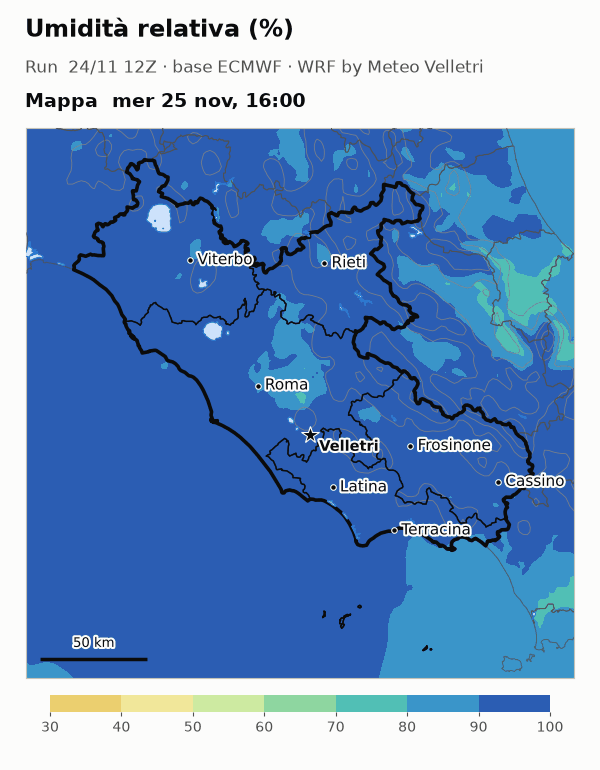 Umidità relativa (%)
Run  24/11 12Z · base ECMWF · WRF by Meteo Velletri
Mappa  mer 25 nov, 16:00
Viterbo
Rieti
Roma
Velletri
Frosinone
Cassino
Latina
Terracina
50 km
30 40 50 60 70 80 90 100